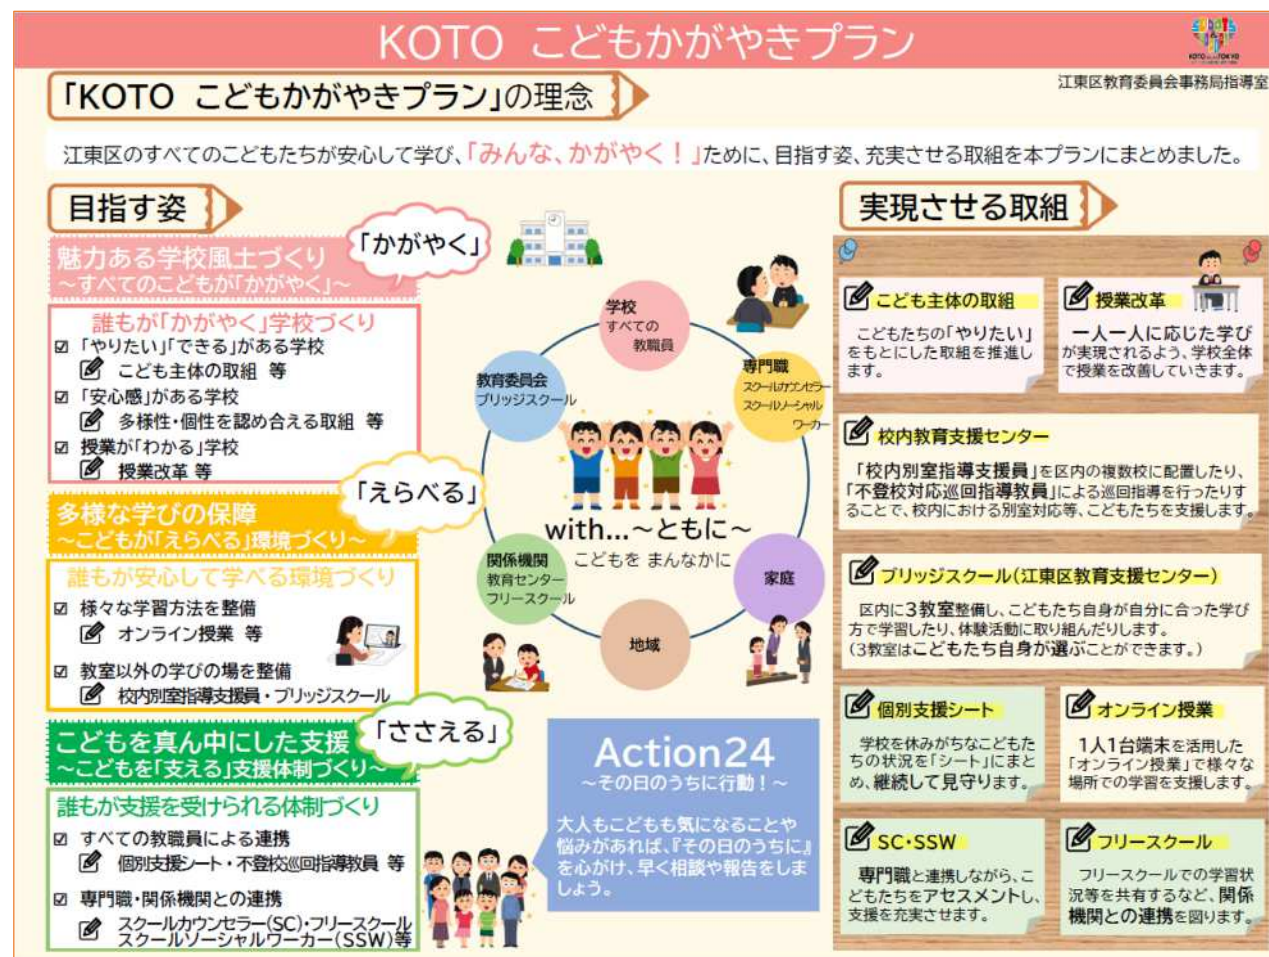 KOTO こどもかがやきプラン
江東区教育委員会事務局指導室
「KOTO こどもかがやきプラン」の理念
江東区のすべてのこどもたちが安心して学び、「みんな、かがやく！」ために、目指す姿、充実させる取組を本プランにまとめました。
目指す姿
「かがやく」
魅力ある学校風土づくり
～すべてのこどもが「かがやく」～
誰もが「かがやく」学校づくり
☑ 「やりたい」「できる」がある学校
こども主体の取組 等
☑ 「安心感」がある学校
多様性・個性を認め合える取組 等
☑ 授業が「わかる」学校
授業改革 等
「えらべる」
多様な学びの保障
～こどもが「えらべる」環境づくり～
誰もが安心して学べる環境づくり
☑ 様々な学習方法を整備
オンライン授業 等
☑ 教室以外の学びの場を整備
校内別室指導支援員・ブリッジスクール
「ささえる」
こどもを真ん中にした支援
～こどもを「支える」支援体制づくり～
誰もが支援を受けられる体制づくり
☑ すべての教職員による連携
個別支援シート・不登校巡回指導教員 等
☑ 専門職・関係機関との連携
スクールカウンセラー(SC)・フリースクール
スクールソーシャルワーカー(SSW)等
学校
すべての
教職員
専門職
スクールカウンセラー
スクールソーシャル
ワーカー
教育委員会
ブリッジスクール
with…～ともに～
こどもを まんなかに
関係機関
教育センター
フリースクール
家庭
地域
Action24
～その日のうちに行動！～
大人もこどもも気になることや
悩みがあれば、『その日のうちに』
を心がけ、早く相談や報告をしま
しょう。
実現させる取組
こども主体の取組
こどもたちの「やりたい」
をもとにした取組を推進し
ます。
授業改革
一人一人に応じた学び
が実現されるよう、学校全体
で授業を改善していきます。
校内教育支援センター
「校内別室指導支援員」を区内の複数校に配置したり、
「不登校対応巡回指導教員」による巡回指導を行ったりす
ることで、校内における別室対応等、こどもたちを支援します。
ブリッジスクール(江東区教育支援センター)
区内に３教室整備し、こどもたち自身が自分に合った学び
方で学習したり、体験活動に取り組んだりします。
(３教室はこどもたち自身が選ぶことができます。)
個別支援シート
学校を休みがちなこどもた
ちの状況を「シート」にまと
め、継続して見守ります。
オンライン授業
１人１台端末を活用した
「オンライン授業」で様々な
場所での学習を支援します。
SC・SSW
専門職と連携しながら、こ
どもたちをアセスメントし、
支援を充実させます。
フリースクール
フリースクールでの学習状
況等を共有するなど、関係
機関との連携を図ります。